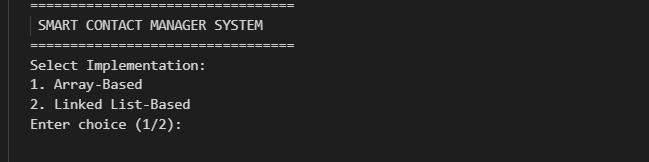 =================================
SMART CONTACT MANAGER SYSTEM
=================================
Select Implementation:
1. Array-Based
2. Linked List-Based
Enter choice (1/2):